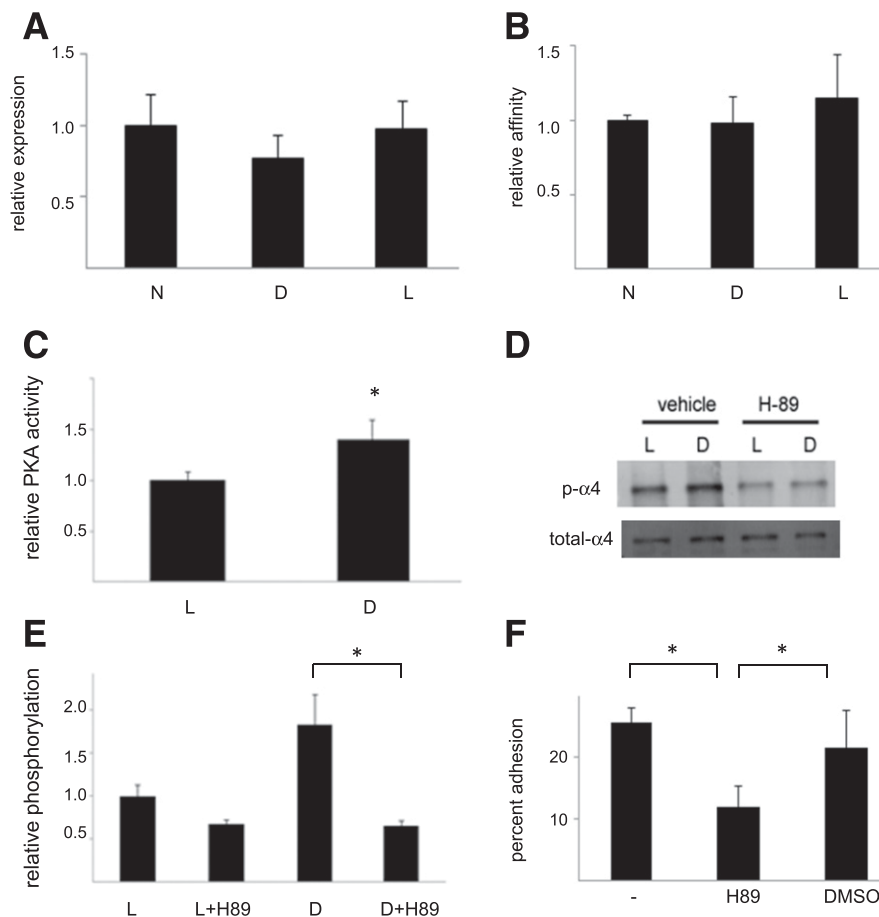 A
relative expression
1.5
1.0
0.5
N D L
B
relative affinity
1.5
1.0
0.5
N D L
C
relative PKA activity
1.5
1.0
0.5
*
L D
D
vehicle H-89
L D L D
p-α4
total-α4
E
relative phosphorylation
2.0
1.5
1.0
0.5
*
L L+H89 D D+H89
F
percent adhesion
20
10
* *
- H89 DMSO